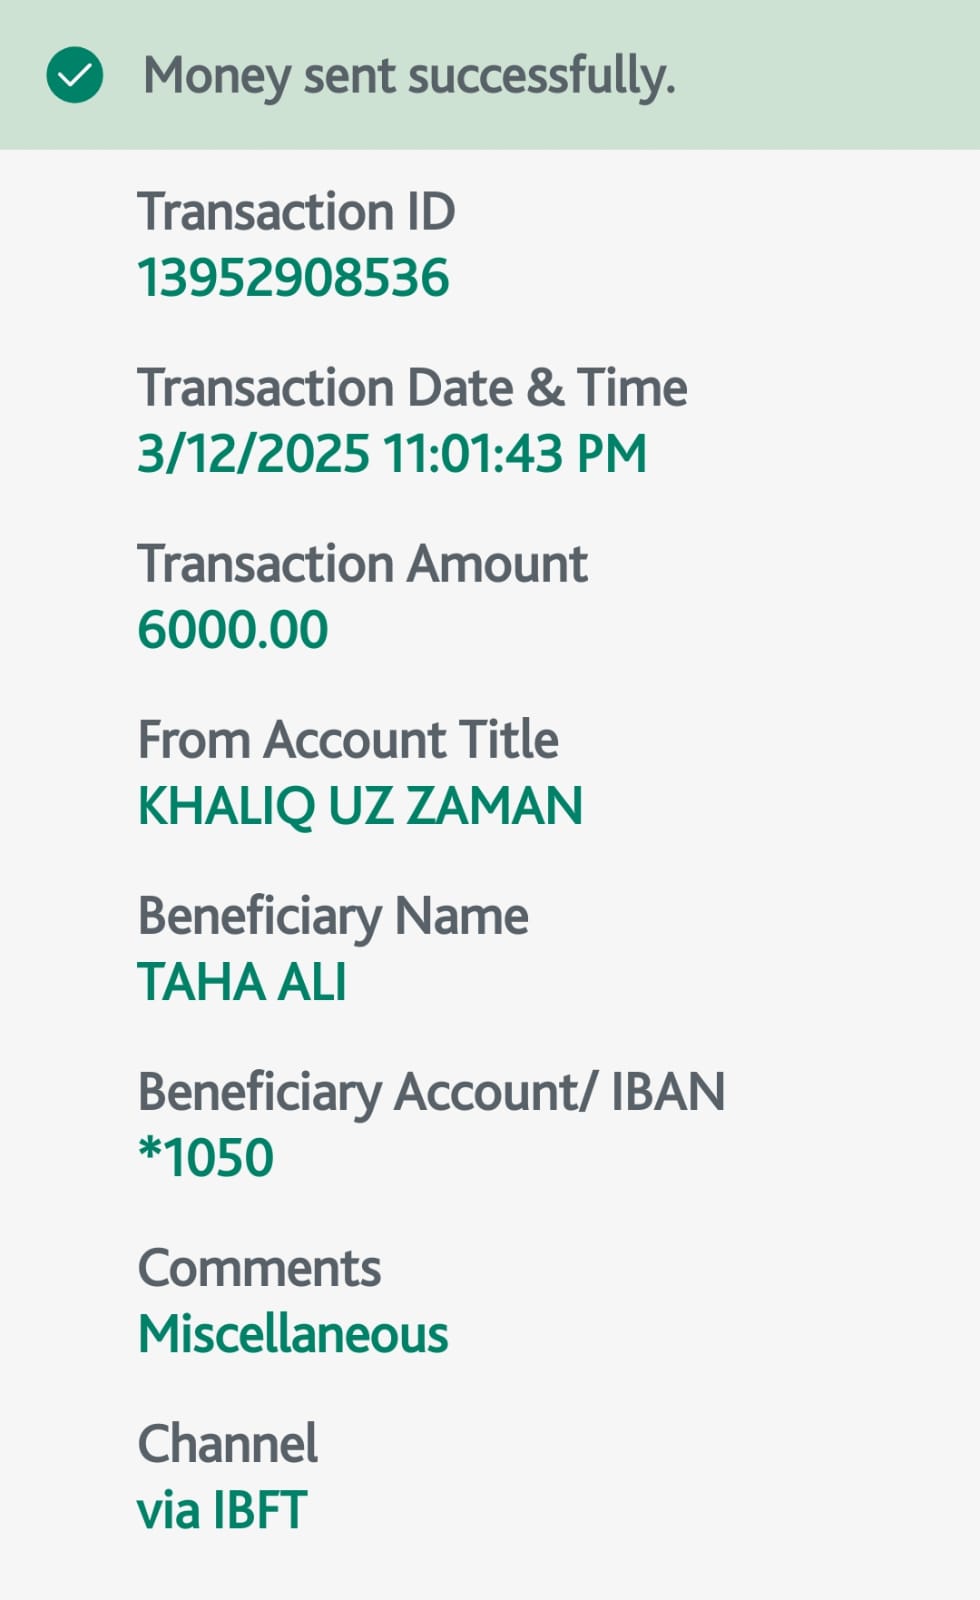 Money sent successfully.
Transaction ID
13952908536
Transaction Date & Time
3/12/2025 11:01:43 PM
Transaction Amount
6000.00
From Account Title
KHALIQ UZ ZAMAN
Beneficiary Name
TAHA ALI
Beneficiary Account/ IBAN
*1050
Comments
Miscellaneous
Channel
via IBFT